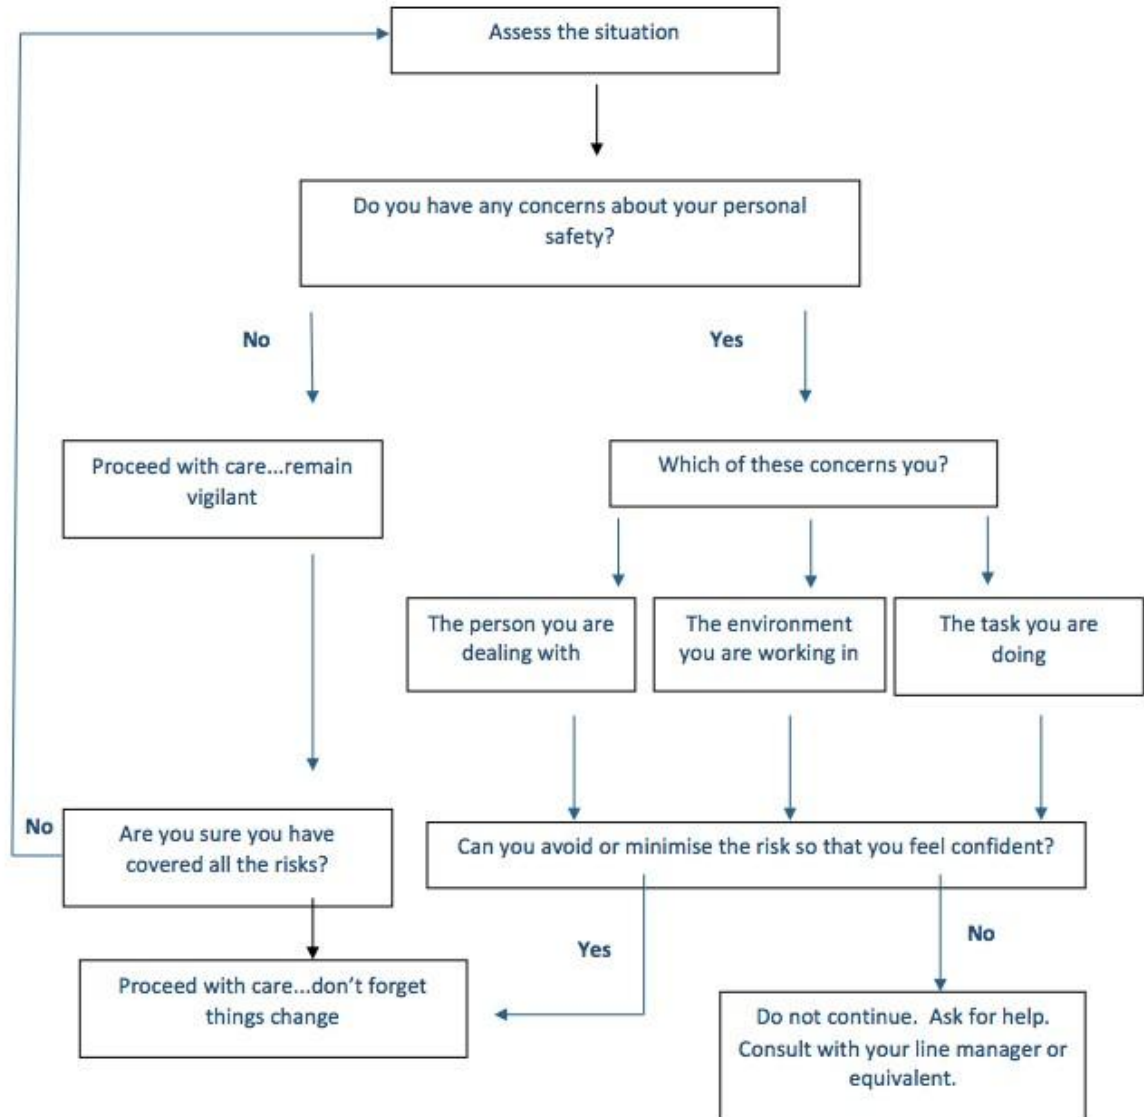 Assess the situation
Do you have any concerns about your personal
safety?
No
Yes
Proceed with care...remain
vigilant
Which of these concerns you?
The person you are
dealing with
The environment
you are working in
The task you are
doing
No
Are you sure you have
covered all the risks?
Can you avoid or minimise the risk so that you feel confident?
Yes
No
Proceed with care...don’t forget
things change
Do not continue.  Ask for help.
Consult with your line manager or
equivalent.